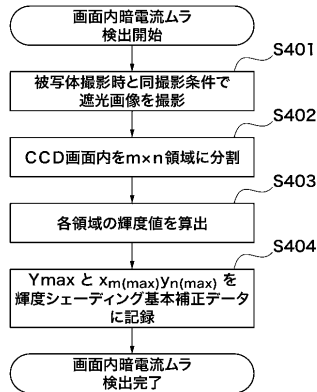 画面内暗電流ムラ
検出開始
S401
被写体撮影時と同撮影条件で
遮光画像を撮影
S402
CCD画面内をm×n領域に分割
S403
各領域の輝度値を算出
S404
Ymax と xm(max)yn(max) を
輝度シェーディング基本補正データ
に記録
画面内暗電流ムラ
検出完了